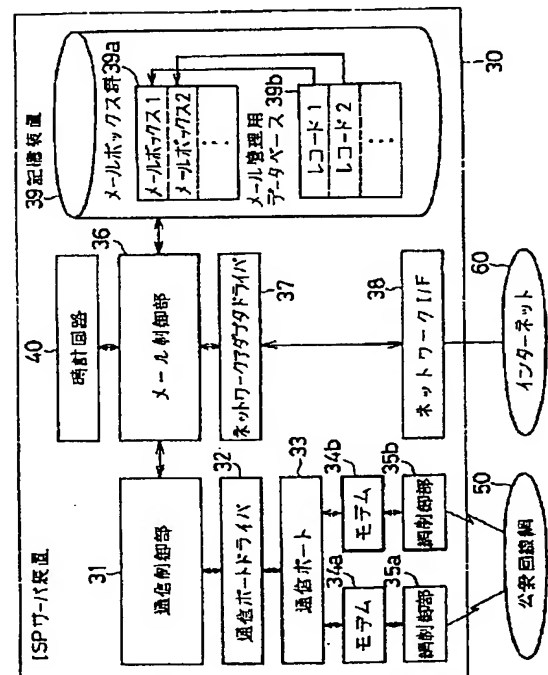 ISPサーバ装置
30
40
時計回路
36
メール制御部
37
ネットワークアダプタドライバ
38
ネットワークI/F
60
インターネット
31
通信制御部
32
通信ポートドライバ
33
通信ポート
34a
モデム
34b
モデム
35a
網制御部
35b
網制御部
50
公衆回線網
39記憶装置
メールボックス群39a
メールボックス1
メールボックス2
⋮
メール管理用
データベース39b
レコード1
レコード2
⋮